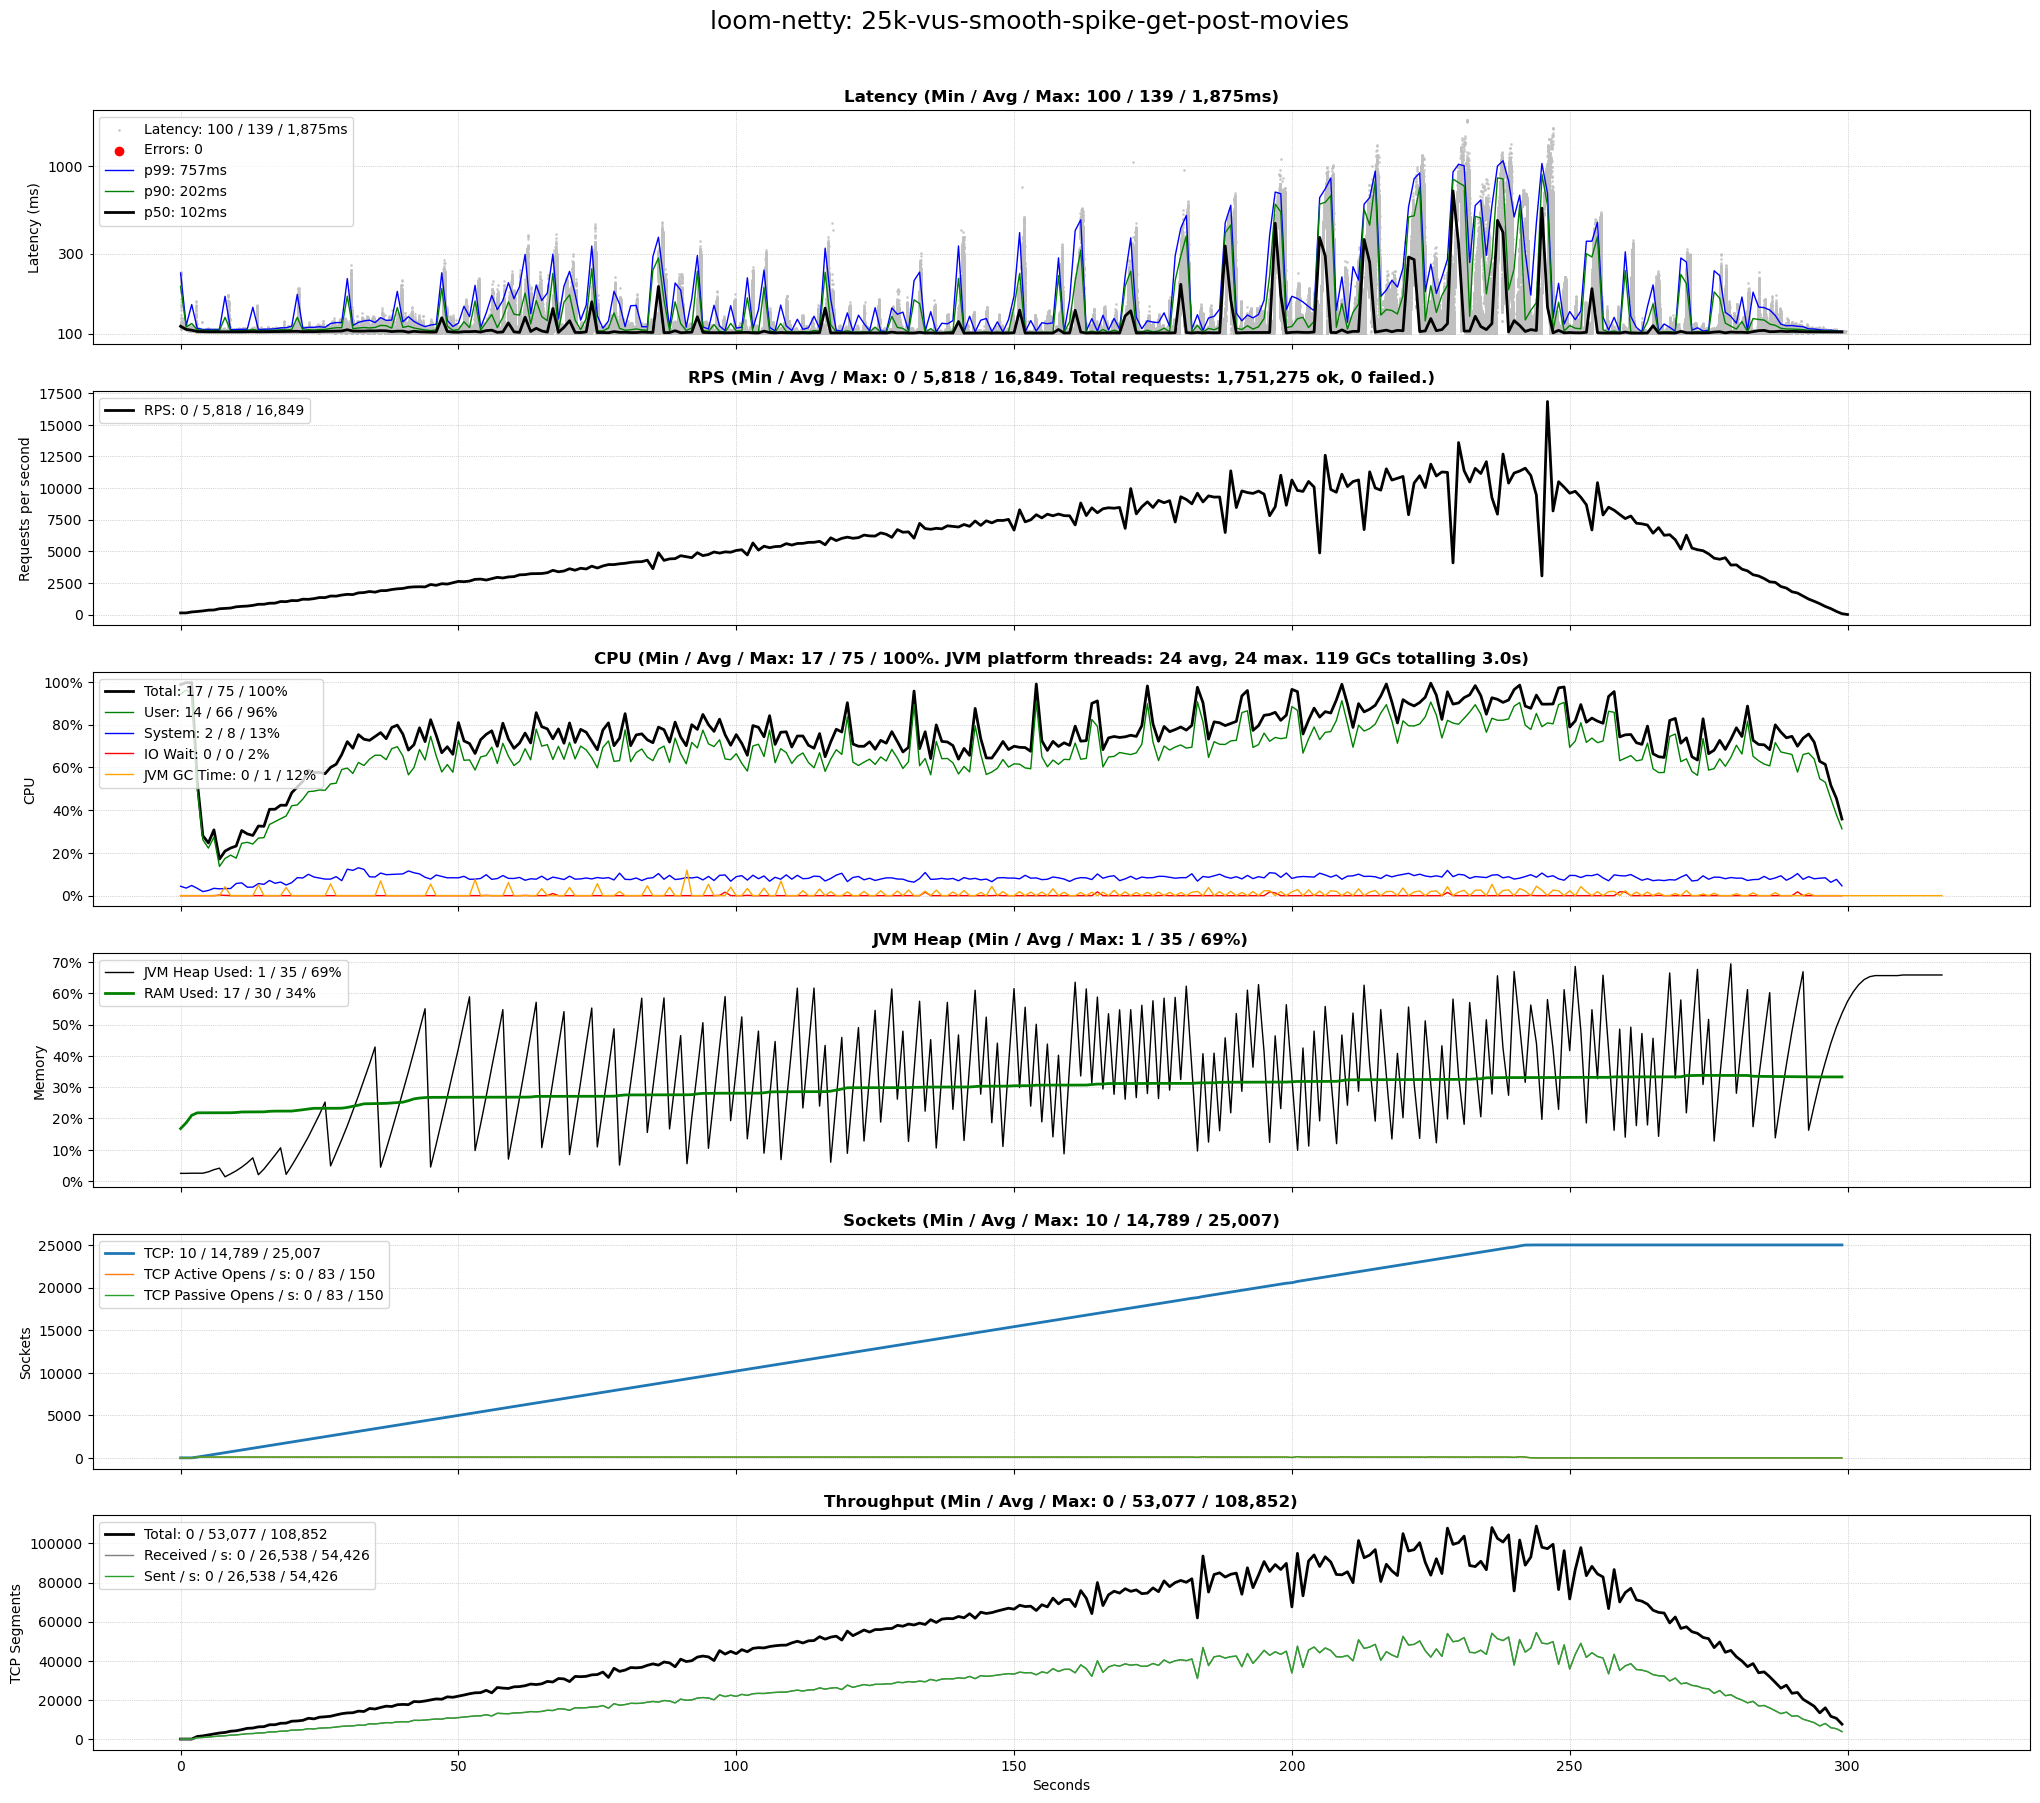 loom-netty: 25k-vus-smooth-spike-get-post-movies
Latency (Min / Avg / Max: 100 / 139 / 1,875ms)
Latency: 100 / 139 / 1,875ms
Errors: 0
p99: 757ms
p90: 202ms
p50: 102ms
1000
300
100
Latency (ms)
RPS (Min / Avg / Max: 0 / 5,818 / 16,849. Total requests: 1,751,275 ok, 0 failed.)
RPS: 0 / 5,818 / 16,849
17500
15000
12500
10000
7500
5000
2500
0
Requests per second
CPU (Min / Avg / Max: 17 / 75 / 100%. JVM platform threads: 24 avg, 24 max. 119 GCs totalling 3.0s)
Total: 17 / 75 / 100%
User: 14 / 66 / 96%
System: 2 / 8 / 13%
IO Wait: 0 / 0 / 2%
JVM GC Time: 0 / 1 / 12%
100%
80%
60%
40%
20%
0%
CPU
JVM Heap (Min / Avg / Max: 1 / 35 / 69%)
JVM Heap Used: 1 / 35 / 69%
RAM Used: 17 / 30 / 34%
70%
60%
50%
40%
30%
20%
10%
0%
Memory
Sockets (Min / Avg / Max: 10 / 14,789 / 25,007)
TCP: 10 / 14,789 / 25,007
TCP Active Opens / s: 0 / 83 / 150
TCP Passive Opens / s: 0 / 83 / 150
25000
20000
15000
10000
5000
0
Sockets
Throughput (Min / Avg / Max: 0 / 53,077 / 108,852)
Total: 0 / 53,077 / 108,852
Received / s: 0 / 26,538 / 54,426
Sent / s: 0 / 26,538 / 54,426
100000
80000
60000
40000
20000
0
TCP Segments
0 50 100 150 200 250 300
Seconds